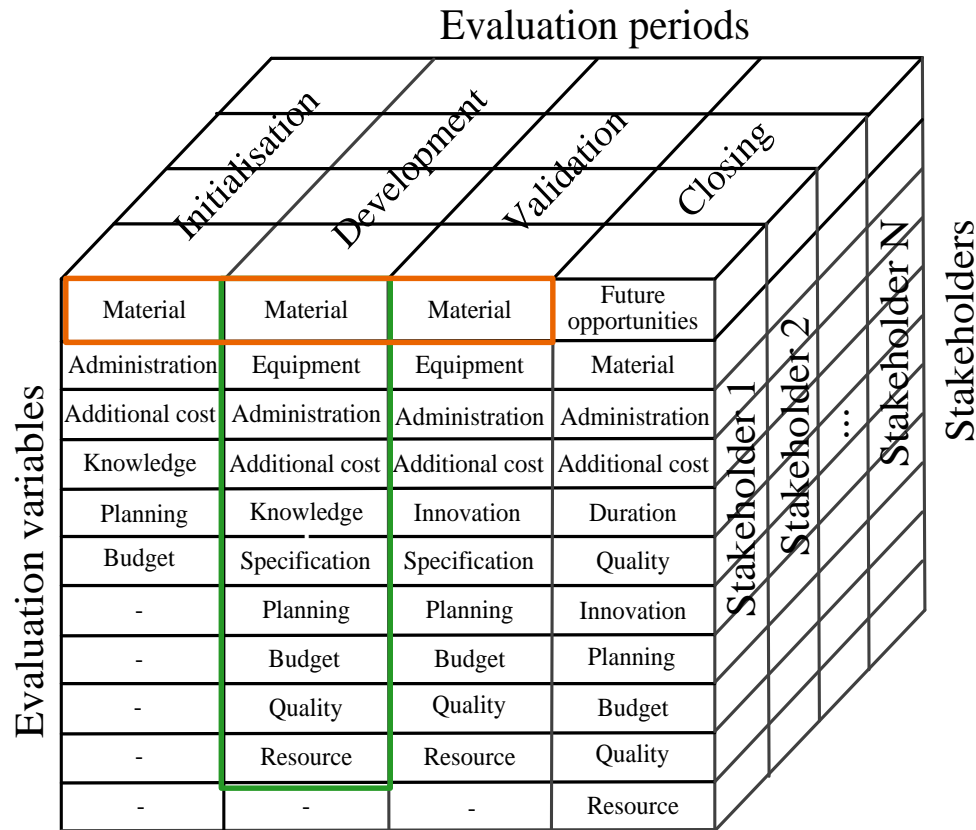 Evaluation periods
Initialisation
Development
Validation
Closing
Evaluation variables
Material Material Material Future opportunities
Administration Equipment Equipment Material
Additional cost Administration Administration Administration
Knowledge Additional cost Additional cost Additional cost
Planning Knowledge Innovation Duration
Budget Specification Specification Quality
- Planning Planning Innovation
- Budget Budget Planning
- Quality Quality Budget
- Resource Resource Quality
- - - Resource
Stakeholder 1
Stakeholder 2
...
Stakeholder N
Stakeholders